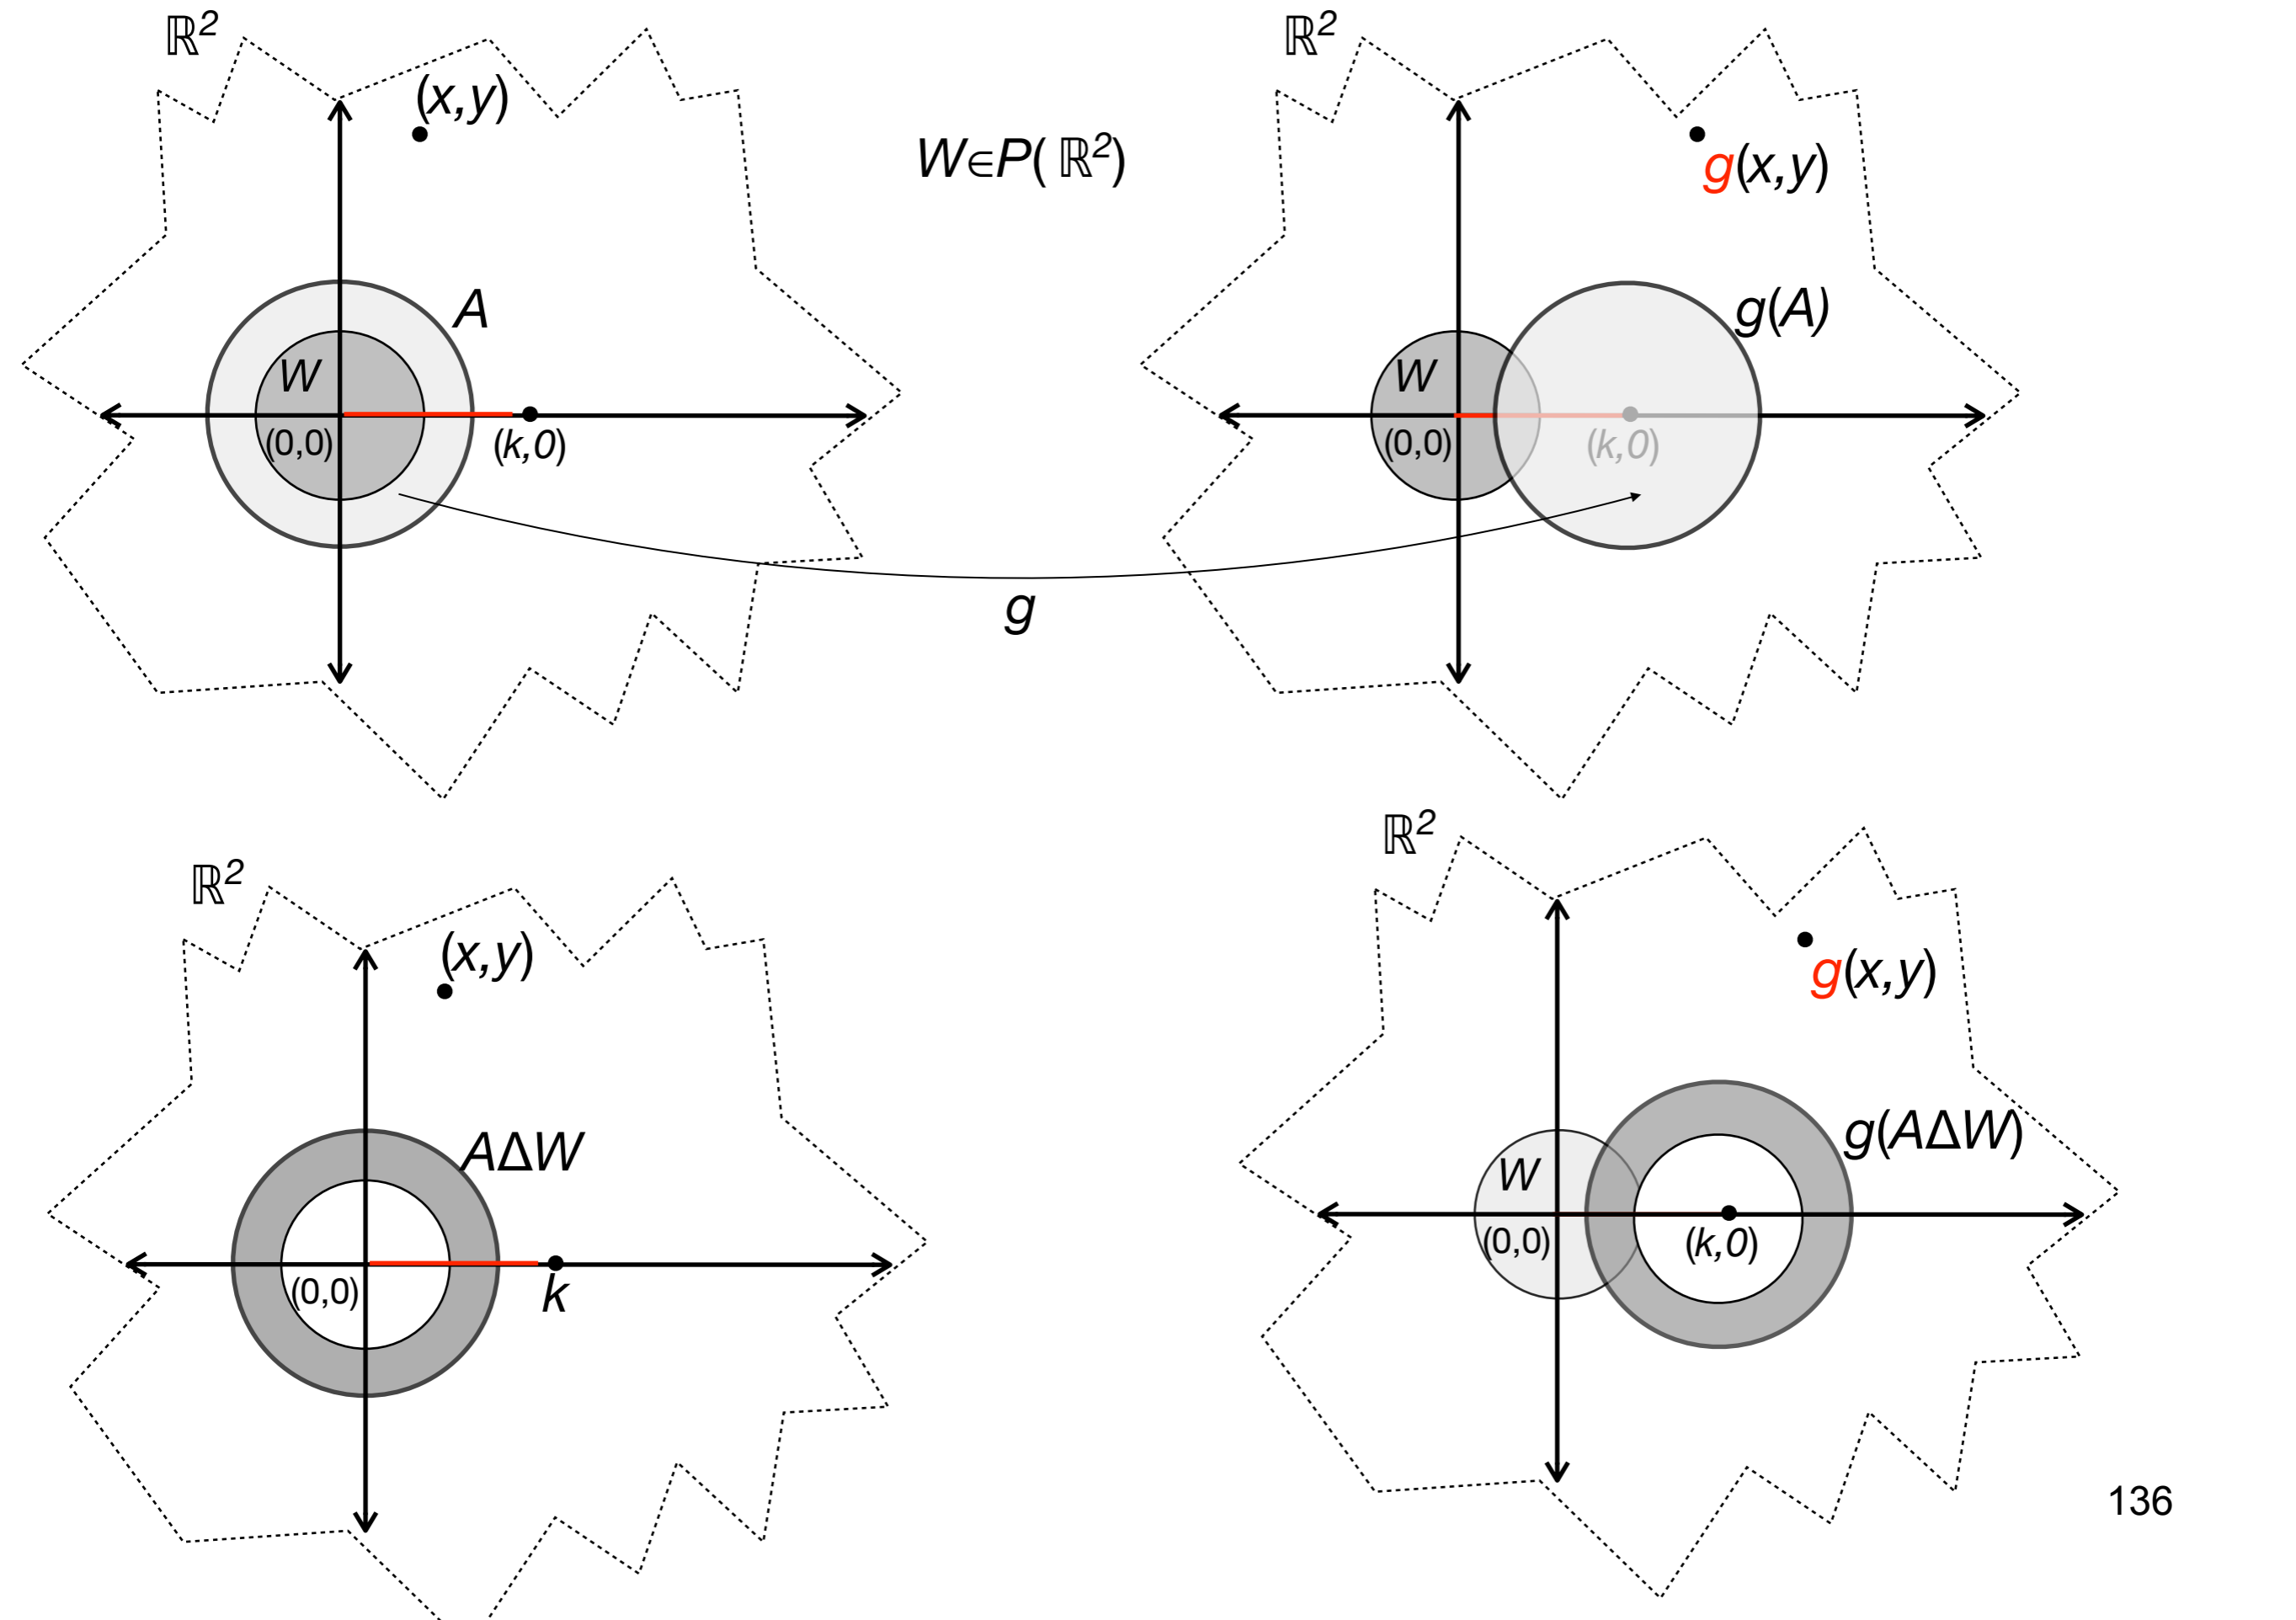 ℝ²
(x,y)
W
A
(0,0)
(k,0)
W∈P( ℝ²)
ℝ²
g(x,y)
g(A)
W
(0,0)
(k,0)
g
ℝ²
(x,y)
AΔW
(0,0)
k
ℝ²
g(x,y)
g(AΔW)
W
(0,0)
(k,0)
136